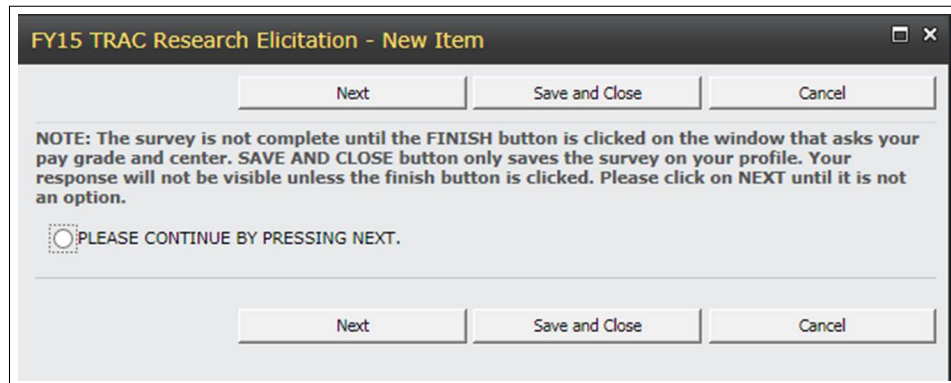 FY15 TRAC Research Elicitation - New Item
Next Save and Close Cancel
NOTE: The survey is not complete until the FINISH button is clicked on the window that asks your
pay grade and center. SAVE AND CLOSE button only saves the survey on your profile. Your
response will not be visible unless the finish button is clicked. Please click on NEXT until it is not
an option.
PLEASE CONTINUE BY PRESSING NEXT.
Next Save and Close Cancel